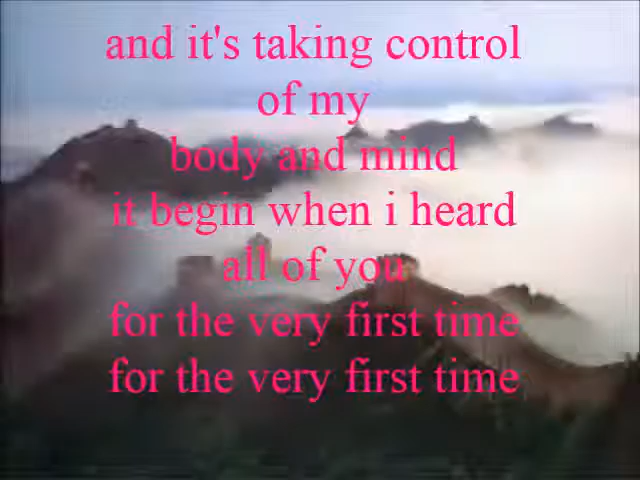 and it's taking control
of my
body and mind
it begin when i heard
all of you
for the very first time
for the very first time